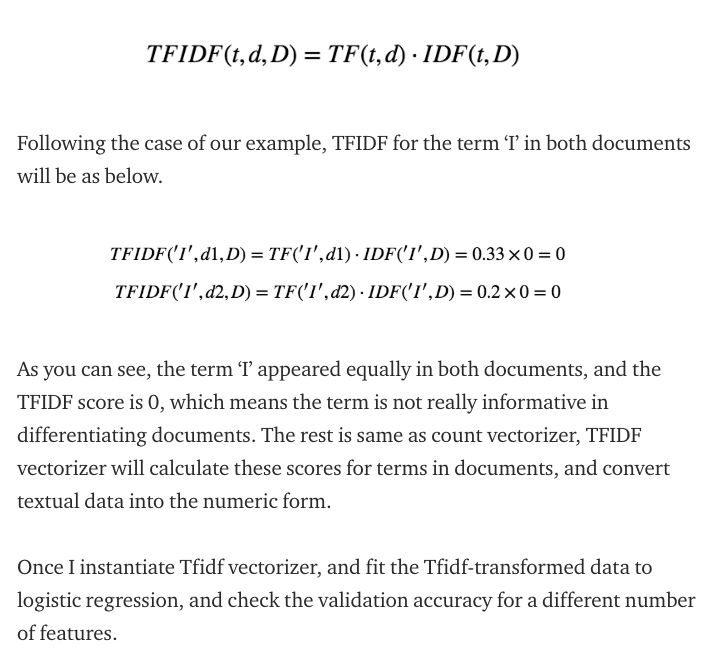 TFIDF(t,d,D) = TF(t,d) · IDF(t,D)
Following the case of our example, TFIDF for the term ‘I’ in both documents
will be as below.
TFIDF('I',d1,D) = TF('I',d1) · IDF('I',D) = 0.33 × 0 = 0
TFIDF('I',d2,D) = TF('I',d2) · IDF('I',D) = 0.2 × 0 = 0
As you can see, the term ‘I’ appeared equally in both documents, and the
TFIDF score is 0, which means the term is not really informative in
differentiating documents. The rest is same as count vectorizer, TFIDF
vectorizer will calculate these scores for terms in documents, and convert
textual data into the numeric form.
Once I instantiate Tfidf vectorizer, and fit the Tfidf-transformed data to
logistic regression, and check the validation accuracy for a different number
of features.